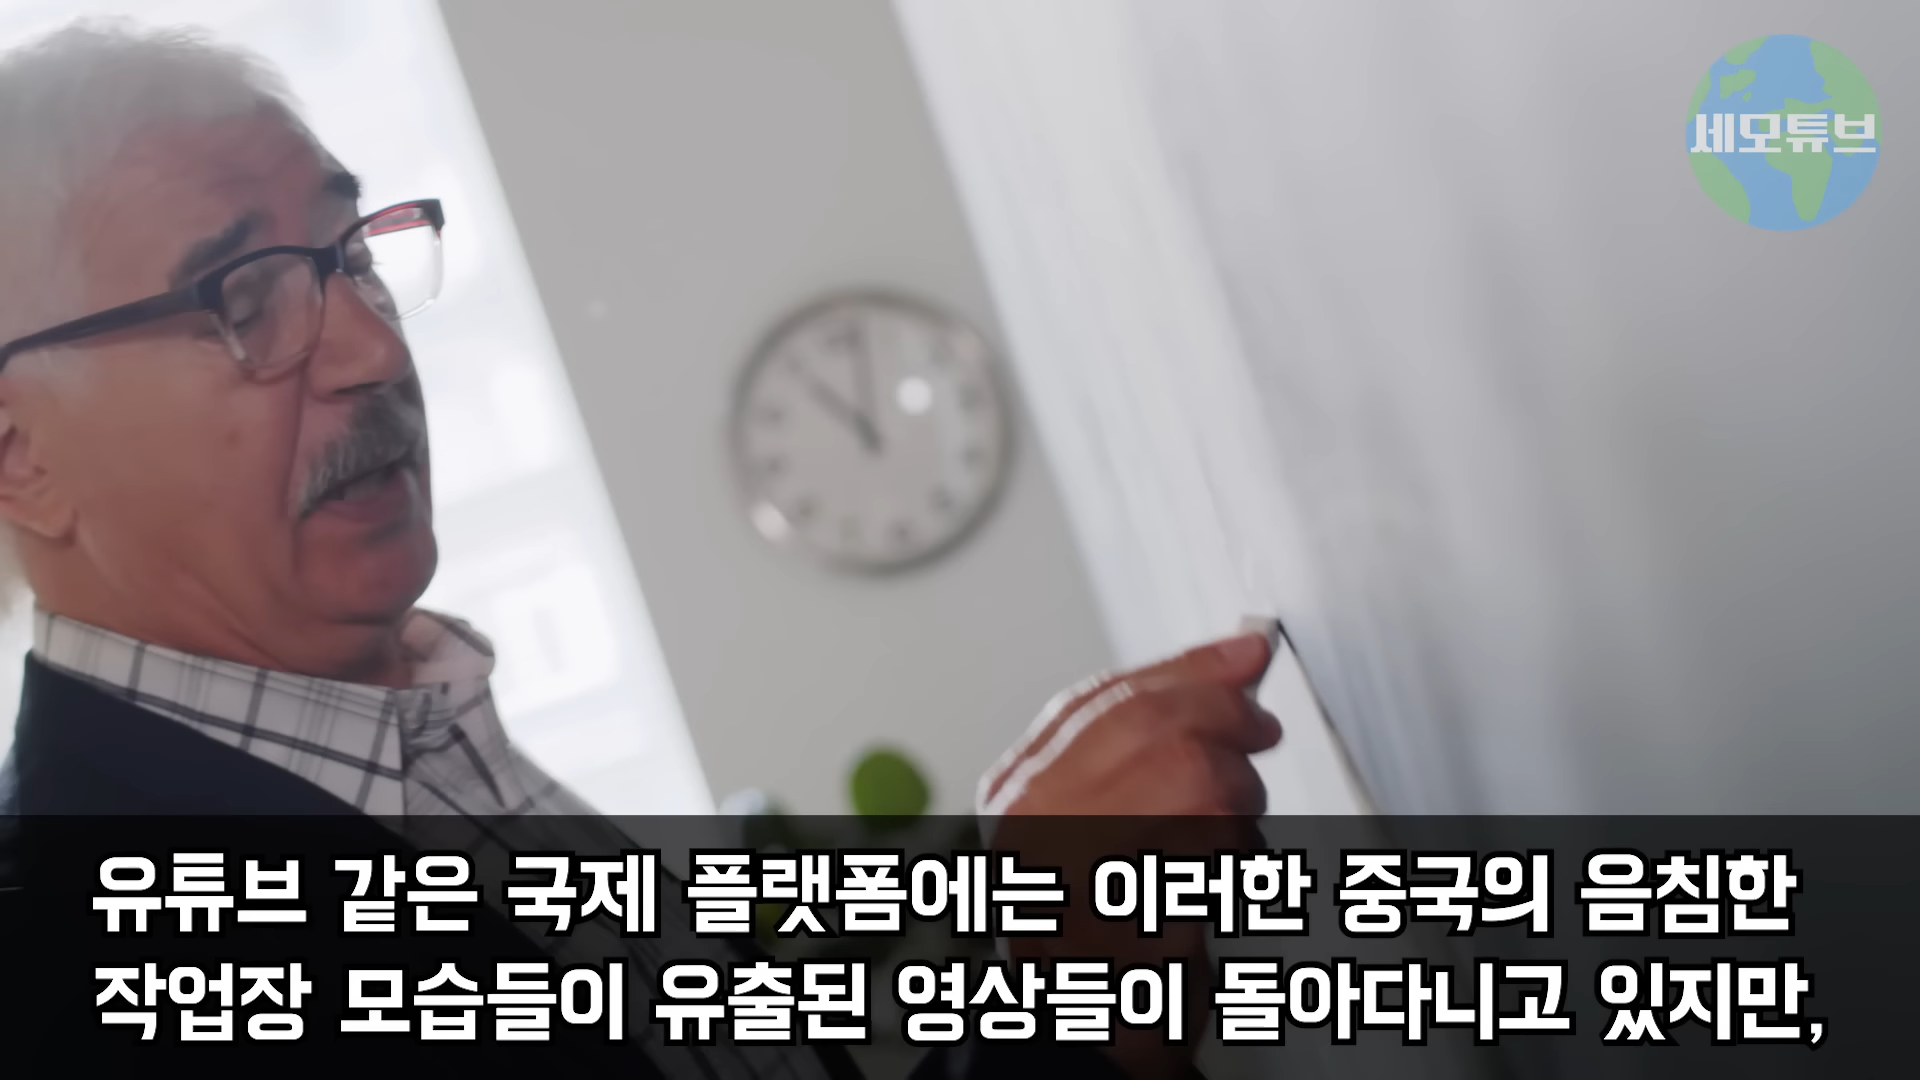 세모튜브
유튜브 같은 국제 플랫폼에는 이러한 중국의 음침한
작업장 모습들이 유출된 영상들이 돌아다니고 있지만,